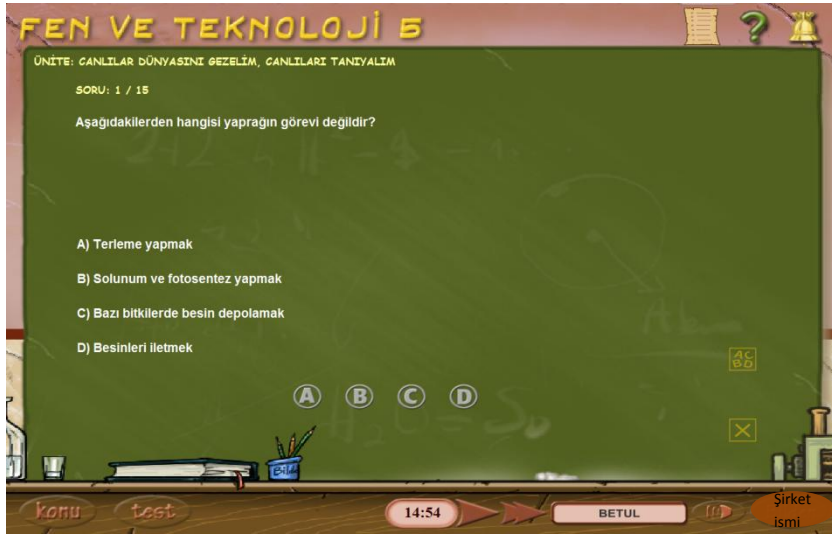 FEN VE TEKNOLOJİ 5
ÜNİTE: CANLILAR DÜNYASINI GEZELİM, CANLILARI TANIYALIM
SORU: 1 / 15
Aşağıdakilerden hangisi yaprağın görevi değildir?
A) Terleme yapmak
B) Solunum ve fotosentez yapmak
C) Bazı bitkilerde besin depolamak
D) Besinleri iletmek
A C
B D
A B C D
konu test
14:54
BETUL
Şirket
ismi